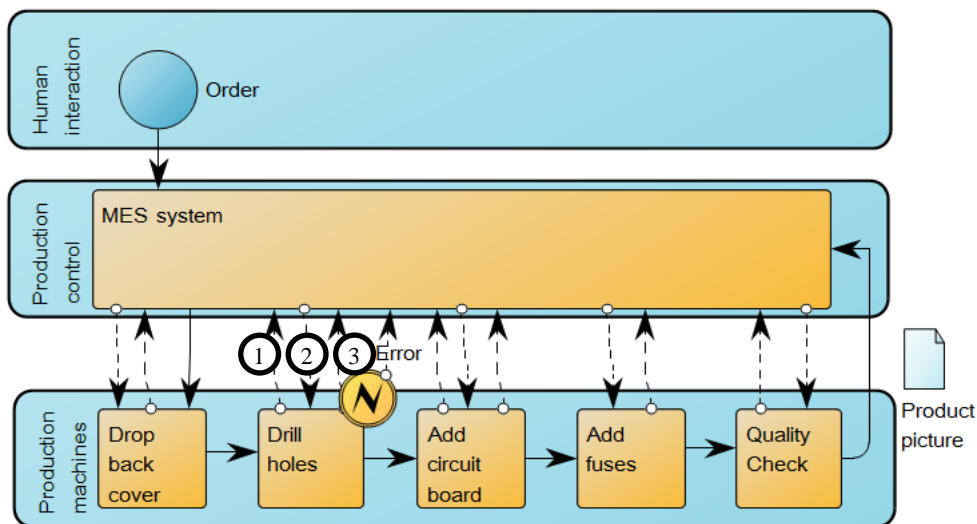 Human
interaction
Order
Production
control
MES system
1
2
3
Error
Production
machines
Drop
back
cover
Drill
holes
Add
circuit
board
Add
fuses
Quality
Check
Product
picture